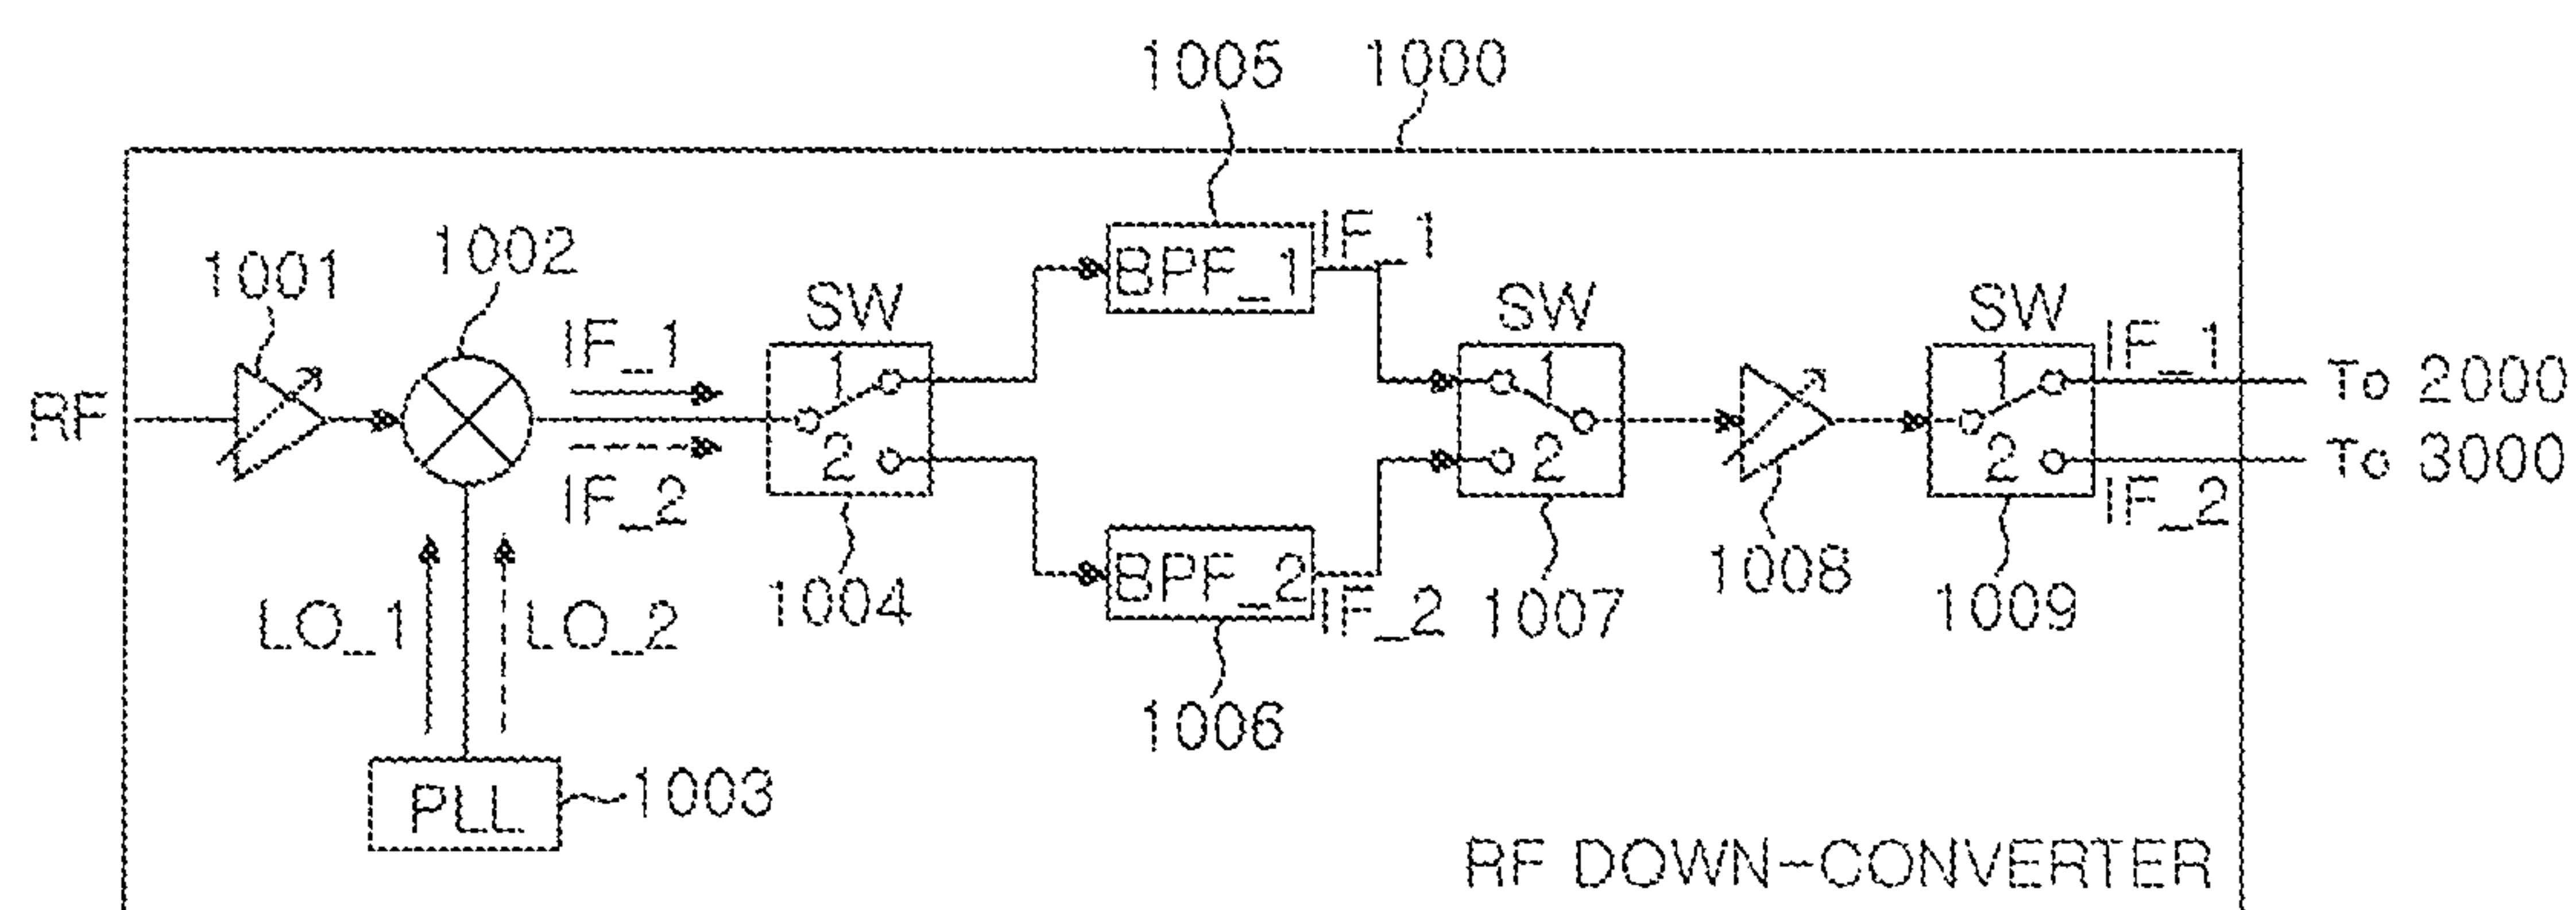 1005 1000
1001
1002
IF_1
IF_2
RF
LO_1
LO_2
PLL
1003
SW
1
2
1004
BPF_1
IF_1
BPF_2
IF_2
1006
SW
1
2
1007
1008
SW
1
2
1009
IF_1
IF_2
To 2000
To 3000
RF DOWN-CONVERTER